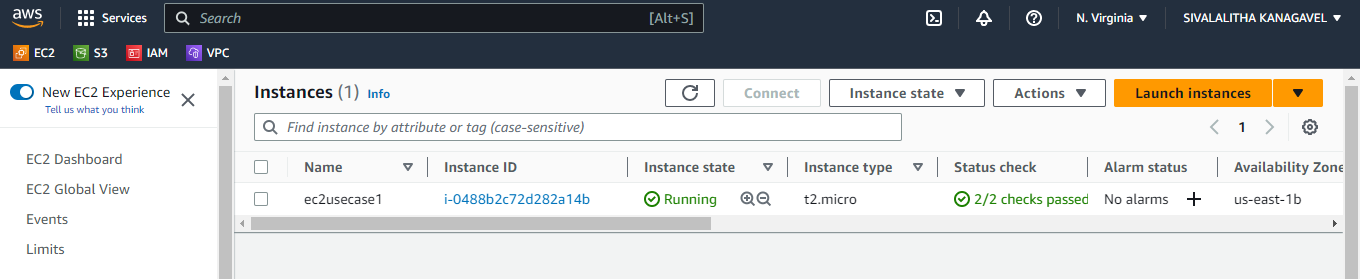 aws Services Search [Alt+S] N. Virginia SIVALALITHA KANAGAVEL
EC2 S3 IAM VPC
New EC2 Experience
Tell us what you think
EC2 Dashboard
EC2 Global View
Events
Limits
Instances (1) Info Connect Instance state Actions Launch instances
Find instance by attribute or tag (case-sensitive) 1
Name Instance ID Instance state Instance type Status check Alarm status Availability Zone
ec2usecase1 i-0488b2c72d282a14b Running t2.micro 2/2 checks passed No alarms us-east-1b